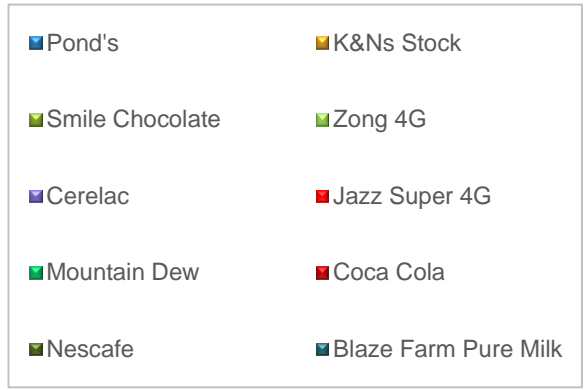 Pond's
K&Ns Stock
Smile Chocolate
Zong 4G
Cerelac
Jazz Super 4G
Mountain Dew
Coca Cola
Nescafe
Blaze Farm Pure Milk